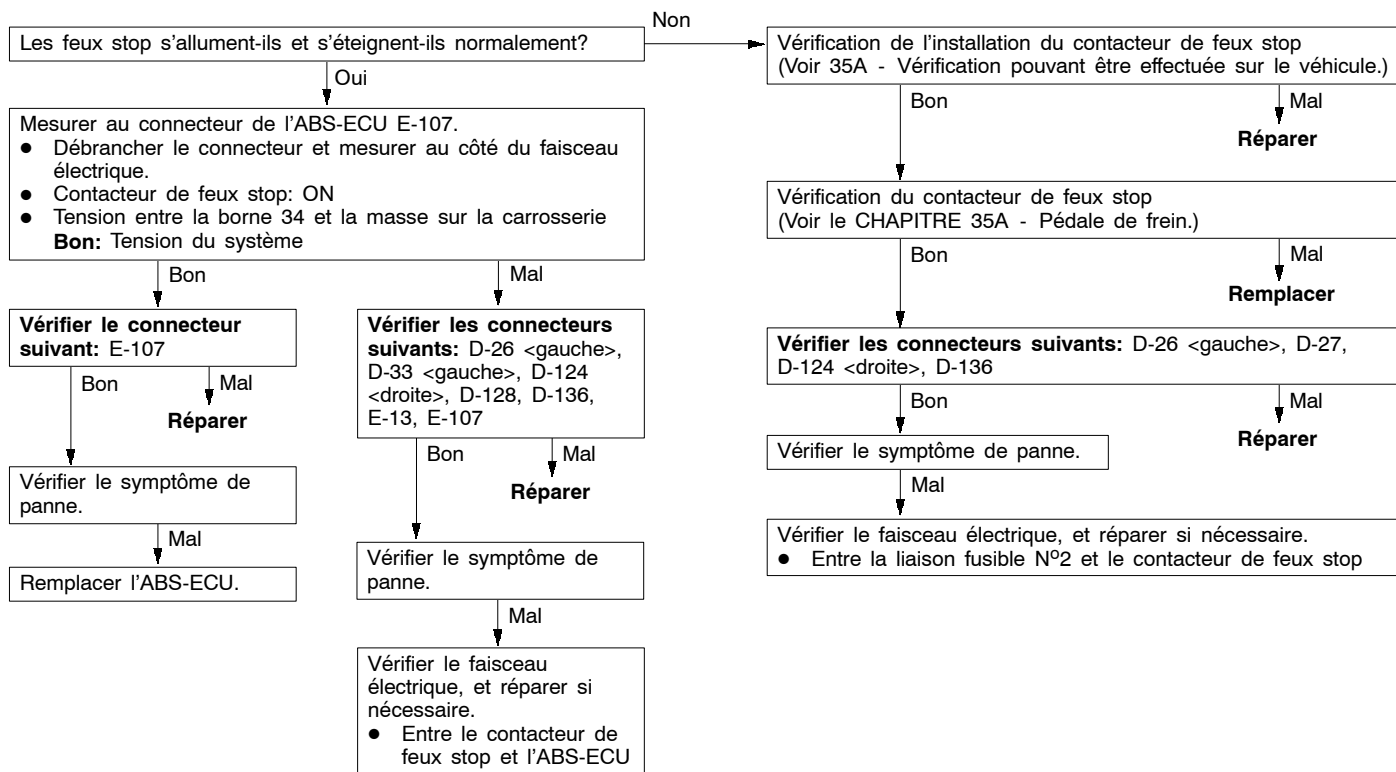 Les feux stop s'allument-ils et s'éteignent-ils normalement?
Non
Oui
Mesurer au connecteur de l'ABS-ECU E-107.
● Débrancher le connecteur et mesurer au côté du faisceau
électrique.
● Contacteur de feux stop: ON
● Tension entre la borne 34 et la masse sur la carrosserie
Bon: Tension du système
Bon
Mal
Vérifier le connecteur
suivant: E-107
Bon
Mal
Réparer
Vérifier le symptôme de
panne.
Mal
Remplacer l'ABS-ECU.
Vérifier les connecteurs
suivants: D-26 <gauche>,
D-33 <gauche>, D-124
<droite>, D-128, D-136,
E-13, E-107
Bon
Mal
Réparer
Vérifier le symptôme de
panne.
Mal
Vérifier le faisceau
électrique, et réparer si
nécessaire.
● Entre le contacteur de
feux stop et l'ABS-ECU
Vérification de l'installation du contacteur de feux stop
(Voir 35A - Vérification pouvant être effectuée sur le véhicule.)
Bon
Mal
Réparer
Vérification du contacteur de feux stop
(Voir le CHAPITRE 35A - Pédale de frein.)
Bon
Mal
Remplacer
Vérifier les connecteurs suivants: D-26 <gauche>, D-27,
D-124 <droite>, D-136
Bon
Mal
Réparer
Vérifier le symptôme de panne.
Mal
Vérifier le faisceau électrique, et réparer si nécessaire.
● Entre la liaison fusible Nº2 et le contacteur de feux stop